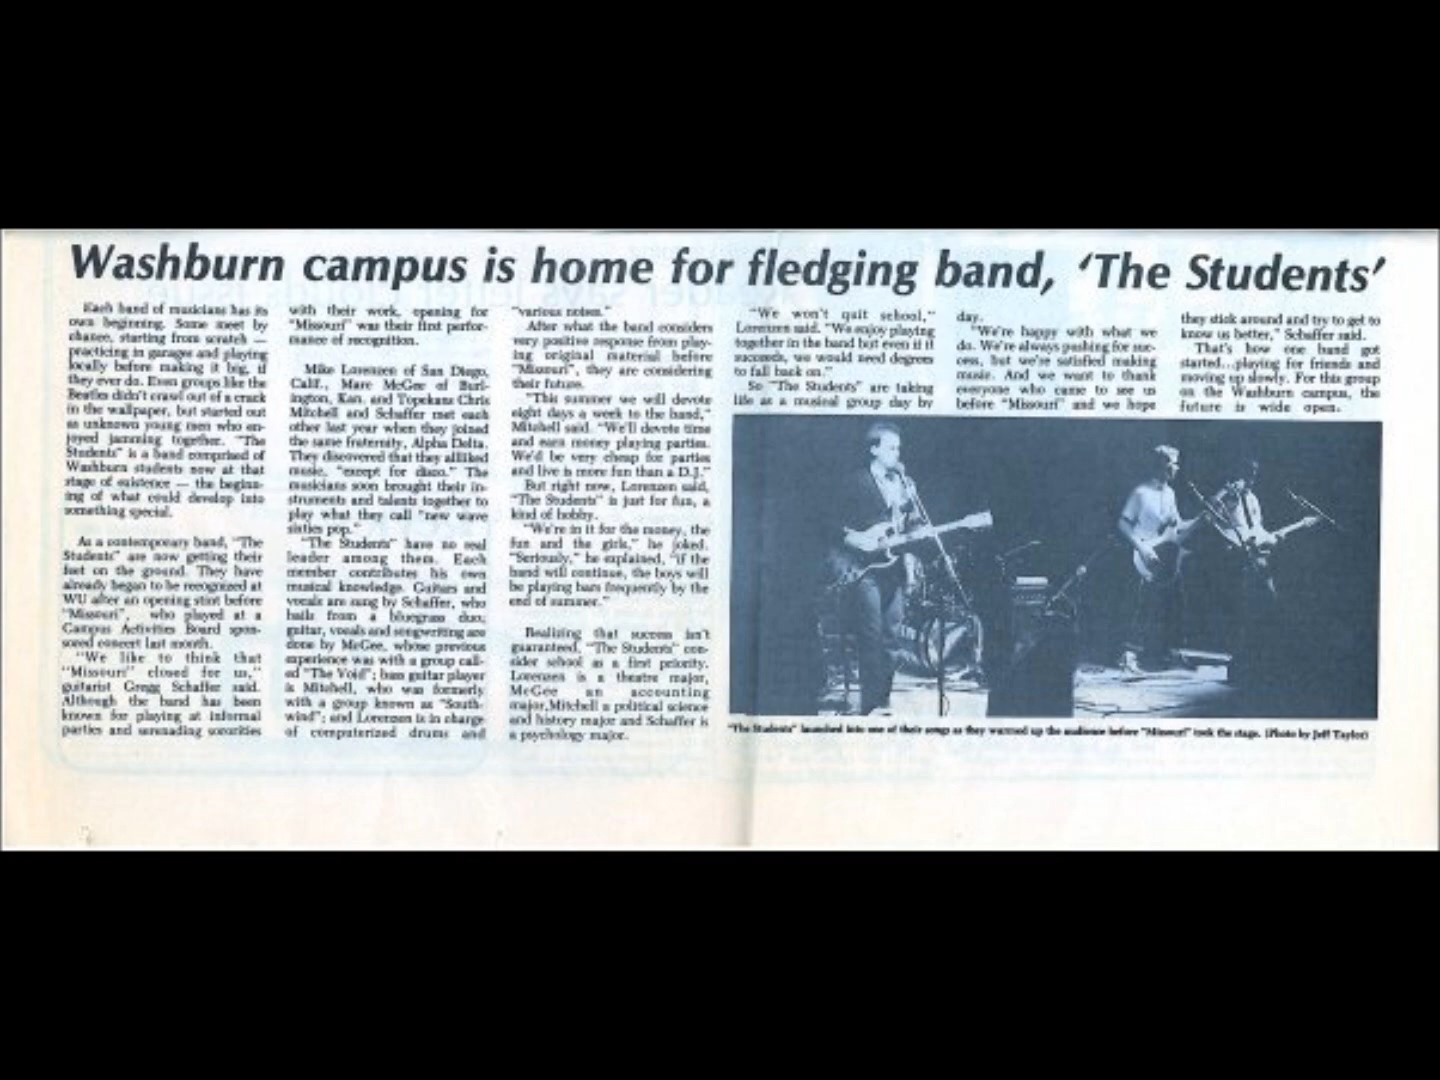 Washburn campus is home for fledging band, 'The Students'
Each band of musicians has its
own beginning. Some meet by
chance, starting from scratch —
practicing in garages and playing
locally before making it big, if
they ever do. Even groups like the
Beatles didn't crawl out of a crack
in the wallpaper, but started out
as unknown young men who en-
joyed jamming together. "The
Students" is a band comprised of
Washburn students now at that
stage of existence — the beginn-
ing of what could develop into
something special.
As a contemporary band, "The
Students" are now getting their
feet on the ground. They have
already began to be recognized at
WU after an opening stint before
"Missouri", who played at a
Campus Activities Board spon-
sored concert last month.
"We like to think that
"Missouri" closed for us,"
guitarist Gregg Schaffer said.
Although the band has been
known for playing at informal
parties and serenading sororities
with their work, opening for
"Missouri" was their first perfor-
mance of recognition.
Mike Lorenzen of San Diego,
Calif., Marc McGee of Burl-
ington, Kan. and Topekans Chris
Mitchell and Schaffer met each
other last year when they joined
the same fraternity, Alpha Delta.
They discovered that they all liked
music, "except for disco." The
musicians soon brought their in-
struments and talents together to
play what they call "new wave
sixties pop."
"The Students" have no real
leader among them. Each
member contributes his own
musical knowledge. Guitars and
vocals are sung by Schaffer, who
hails from a bluegrass duo;
guitar, vocals and songwriting are
done by McGee, whose previous
experience was with a group call-
ed "The Void"; bass guitar player
is Mitchell, who was formerly
with a group known as "South-
wind"; and Lorenzen is in charge
of computerized drums and
"various noises."
After what the band considers
very positive response from play-
ing original material before
"Missouri", they are considering
their future.
"This summer we will devote
eight days a week to the band,"
Mitchell said. "We'll devote time
and earn money playing parties.
We'd be very cheap for parties
and live is more fun than a D.J."
But right now, Lorenzen said,
"The Students" is just for fun, a
kind of hobby.
"We're in it for the money, the
fun and the girls," he joked.
"Seriously," he explained, "if the
band will continue, the boys will
be playing bars frequently by the
end of summer."
Realizing that success isn't
guaranteed, "The Students" con-
sider school as a first priority.
Lorenzen is a theatre major,
McGee an accounting
major, Mitchell a political science
and history major and Schaffer is
a psychology major.
"We won't quit school,"
Lorenzen said. "We enjoy playing
together in the band but even if it
succeeds, we would need degrees
to fall back on."
So "The Students" are taking
life as a musical group day by
day.
"We're happy with what we
do. We're always pushing for suc-
cess, but we're satisfied making
music. And we want to thank
everyone who came to see us
before "Missouri" and we hope
they stick around and try to get to
know us better," Schaffer said.
That's how one band got
started...playing for friends and
moving up slowly. For this group
on the Washburn campus, the
future is wide open.
"The Students" launched into one of their songs as they warmed up the audience before "Missouri" took the stage. (Photo by Jeff Taylor)